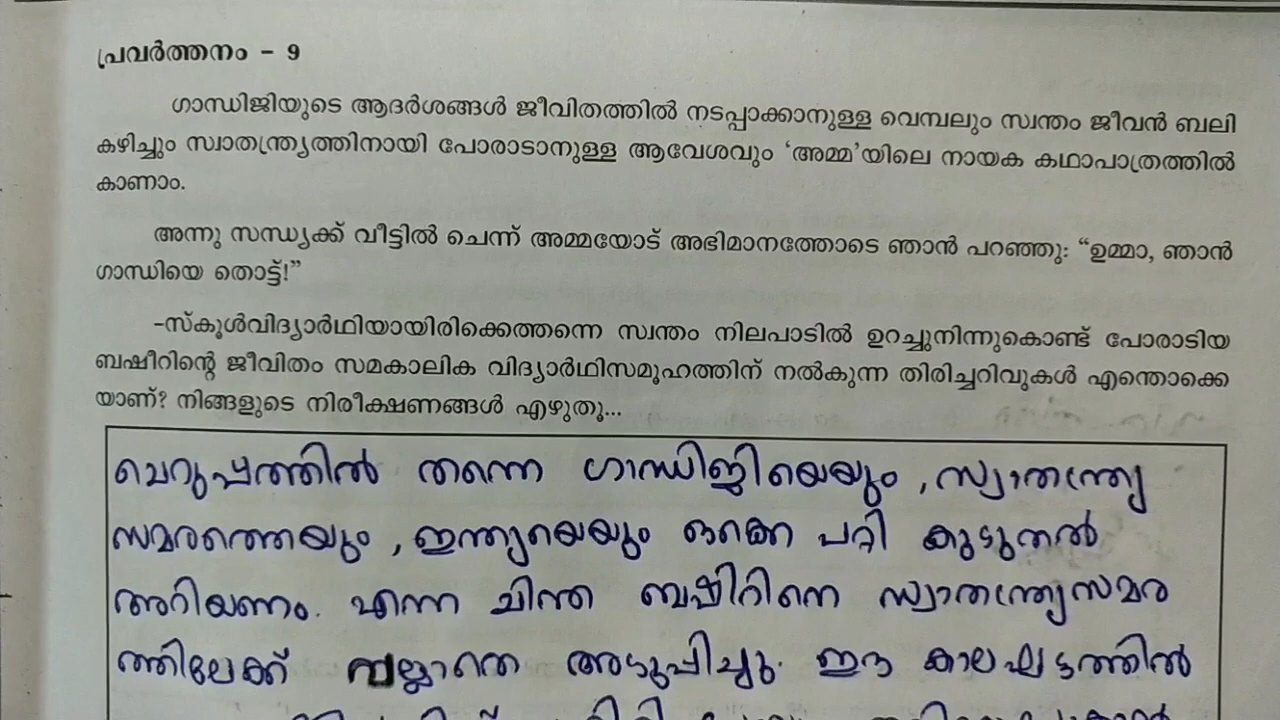 പ്രവർത്തനം - 9
ഗാന്ധിജിയുടെ ആദർശങ്ങൾ ജീവിതത്തിൽ നടപ്പാക്കാനുള്ള വെമ്പലും സ്വന്തം ജീവൻ ബലി
കഴിച്ചും സ്വാതന്ത്ര്യത്തിനായി പോരാടാനുള്ള ആവേശവും ‘അമ്മ’യിലെ നായക കഥാപാത്രത്തിൽ
കാണാം.
അന്നു സന്ധ്യക്ക് വീട്ടിൽ ചെന്ന് അമ്മയോട് അഭിമാനത്തോടെ ഞാൻ പറഞ്ഞു: “ഉമ്മാ, ഞാൻ
ഗാന്ധിയെ തൊട്ട്!”
-സ്കൂൾവിദ്യാർഥിയായിരിക്കെത്തന്നെ സ്വന്തം നിലപാടിൽ ഉറച്ചുനിന്നുകൊണ്ട് പോരാടിയ
ബഷീറിന്റെ ജീവിതം സമകാലിക വിദ്യാർഥിസമൂഹത്തിന് നൽകുന്ന തിരിച്ചറിവുകൾ എന്തൊക്കെ
യാണ്? നിങ്ങളുടെ നിരീക്ഷണങ്ങൾ എഴുതൂ...
ചെറുപ്പത്തിൽ തന്നെ ഗാന്ധിജിയെയും, സ്വാതന്ത്ര്യ
സമരത്തെയും, ഇന്ത്യയെയും ഒക്കെ പറ്റി കൂടുതൽ
അറിയണം. എന്ന ചിന്ത ബഷീറിനെ സ്വാതന്ത്ര്യസമര
ത്തിലേക്ക് വല്ലാതെ അടുപ്പിച്ചു. ഈ കാലഘട്ടത്തിൽ